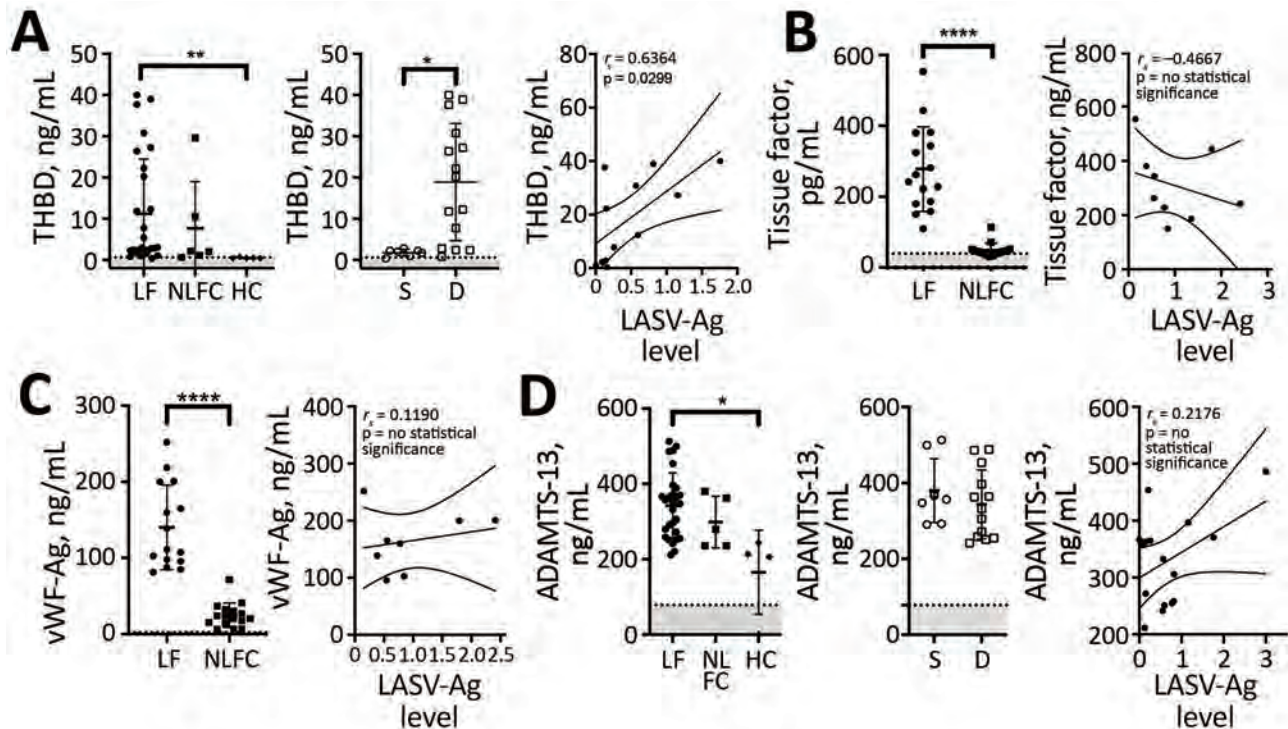 A
THBD, ng/mL
50
40
30
20
10
0
**
LF
NLFC
HC
THBD, ng/mL
50
40
30
20
10
0
*
S
D
THBD, ng/mL
80
60
40
20
0
rs = 0.6364
p = 0.0299
0
0.5
1.0
1.5
2.0
LASV-Ag
level
B
Tissue factor,
pg/mL
600
400
200
0
****
LF
NLFC
Tissue factor, ng/mL
800
600
400
200
0
rs = −0.4667
p = no statistical
significance
0
1
2
3
LASV-Ag
level
C
vWF-Ag, ng/mL
300
200
100
0
****
LF
NLFC
vWF-Ag, ng/mL
400
300
200
100
0
rs = 0.1190
p = no statistical
significance
0
0.5
1.0
1.5
2.0
2.5
LASV-Ag
level
D
ADAMTS-13,
ng/mL
600
400
200
0
*
LF
NL
FC
HC
ADAMTS-13,
ng/mL
600
400
200
0
S
D
ADAMTS-13,
ng/mL
600
500
400
300
200
rs = 0.2176
p = no
statistical
significance
0
1
2
3
LASV-Ag
level